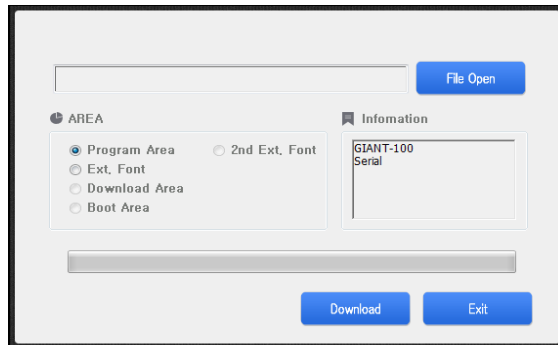 File Open
AREA
Program Area
2nd Ext. Font
Ext. Font
Download Area
Boot Area
Infomation
GIANT-100
Serial
Download
Exit